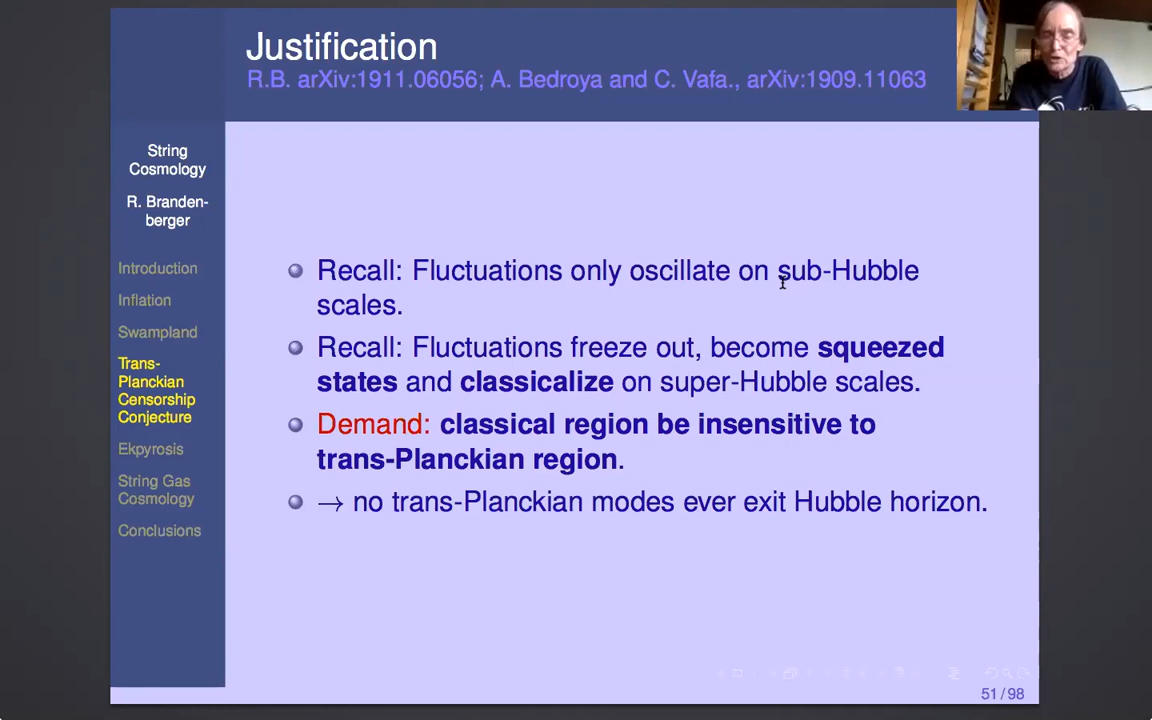 Justification
R.B. arXiv:1911.06056; A. Bedroya and C. Vafa., arXiv:1909.11063
String
Cosmology
R. Branden-
berger
Introduction
Inflation
Swampland
Trans-
Planckian
Censorship
Conjecture
Ekpyrosis
String Gas
Cosmology
Conclusions
Recall: Fluctuations only oscillate on sub-Hubble
scales.
Recall: Fluctuations freeze out, become squeezed
states and classicalize on super-Hubble scales.
Demand: classical region be insensitive to
trans-Planckian region.
→ no trans-Planckian modes ever exit Hubble horizon.
51 / 98